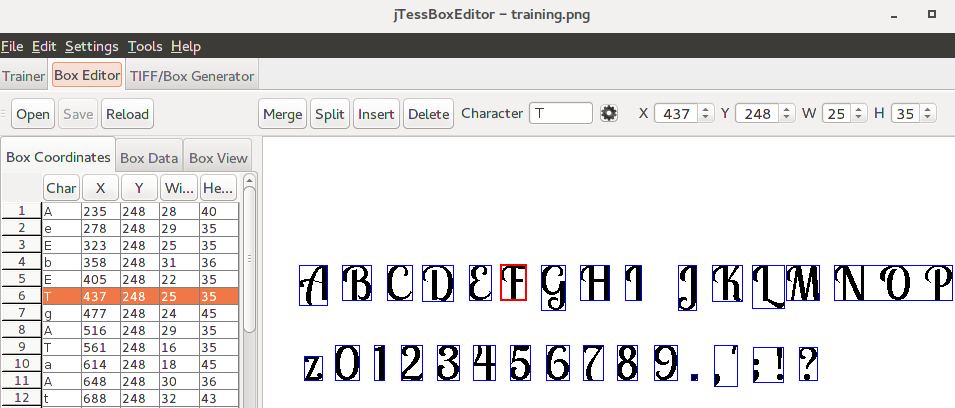 jTessBoxEditor – training.png
File Edit Settings Tools Help
Trainer Box Editor TIFF/Box Generator
Open Save Reload Merge Split Insert Delete Character T X 437 Y 248 W 25 H 35
Box Coordinates Box Data Box View
Char X Y Wi... He...
1 A 235 248 28 40
2 e 278 248 29 35
3 E 323 248 25 35
4 b 358 248 31 36
5 E 405 248 22 35
6 T 437 248 25 35
7 g 477 248 24 45
8 A 516 248 29 35
9 T 561 248 16 35
10 a 614 248 18 45
11 A 648 248 30 36
12 t 688 248 32 43
A B C D E F G H I J K L M N O P
z 0 1 2 3 4 5 6 7 8 9 . , ' ; ! ?